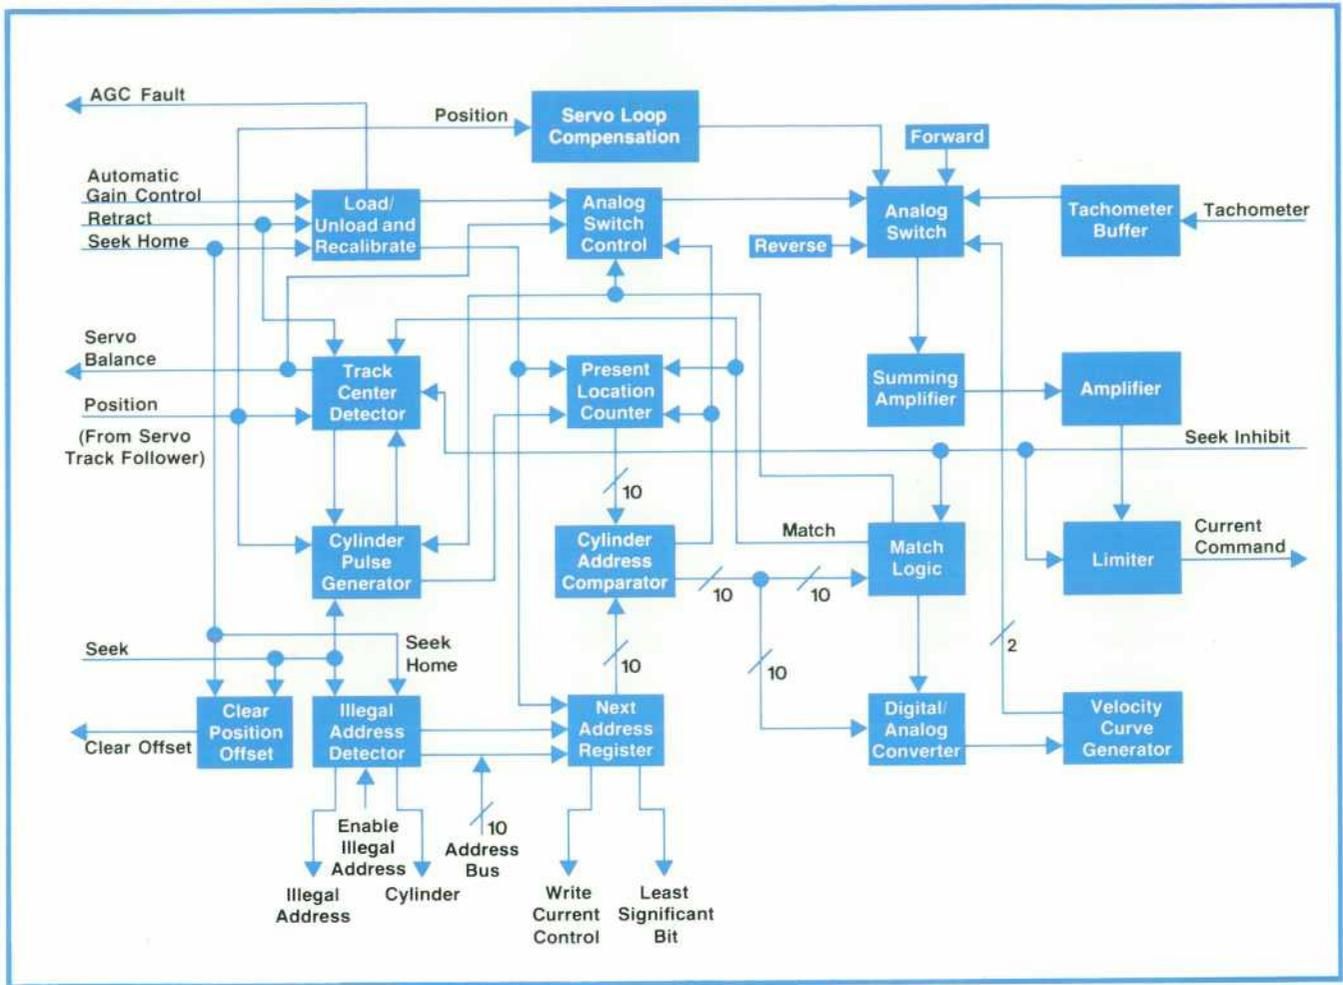 AGC Fault
Position
Servo Loop
Compensation
Forward
Automatic
Gain Control
Retract
Seek Home
Load/
Unload and
Recalibrate
Analog
Switch
Control
Reverse
Analog
Switch
Tachometer
Buffer
Tachometer
Servo
Balance
Position
(From Servo
Track Follower)
Track
Center
Detector
Present
Location
Counter
Summing
Amplifier
Amplifier
Seek Inhibit
10
Cylinder
Pulse
Generator
Cylinder
Address
Comparator
Match
Match
Logic
Limiter
Current
Command
10
10
Seek
Seek
Home
10
10
2
Clear
Position
Offset
Clear Offset
Illegal
Address
Detector
Next
Address
Register
Digital/
Analog
Converter
Velocity
Curve
Generator
Enable
Illegal
Address
10
Address
Bus
Illegal
Address
Cylinder
Write
Current
Control
Least
Significant
Bit